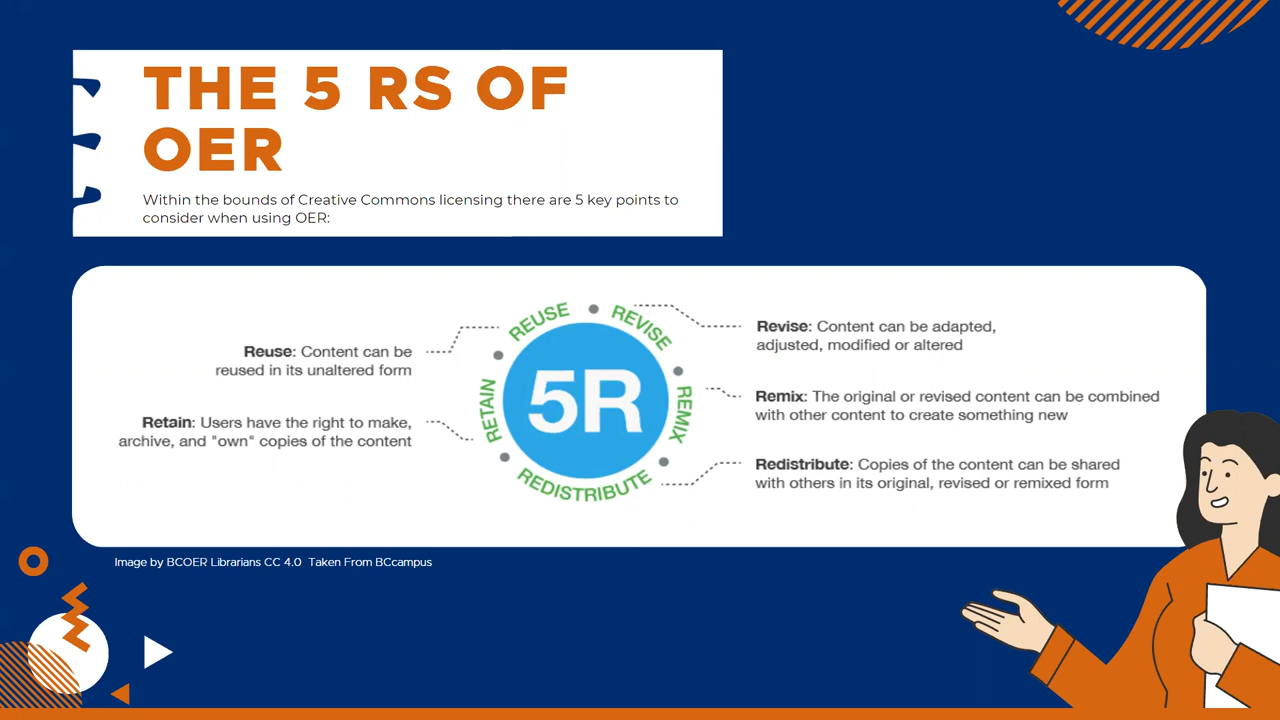 THE 5 RS OF
OER
Within the bounds of Creative Commons licensing there are 5 key points to
consider when using OER:
Reuse: Content can be
reused in its unaltered form
Retain: Users have the right to make,
archive, and "own" copies of the content
REUSE
REVISE
RETAIN
5R
REMIX
REDISTRIBUTE
Revise: Content can be adapted,
adjusted, modified or altered
Remix: The original or revised content can be combined
with other content to create something new
Redistribute: Copies of the content can be shared
with others in its original, revised or remixed form
Image by BCOER Librarians CC 4.0 Taken From BCcampus